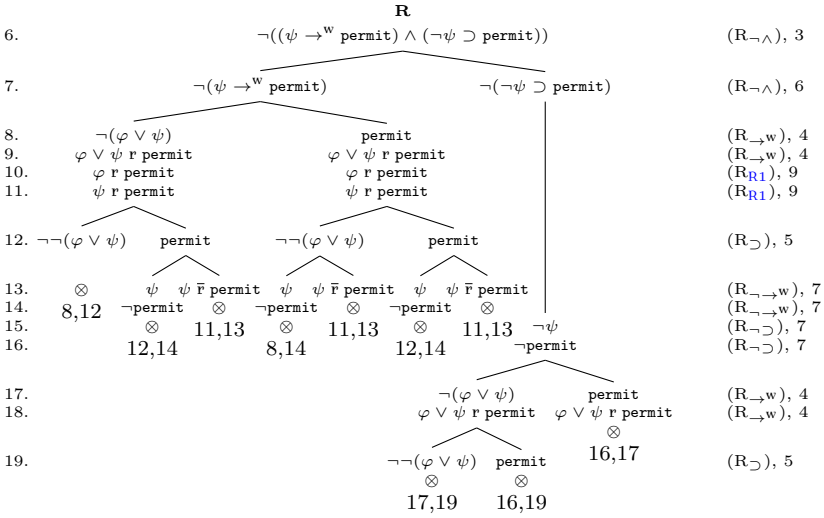 R
6. ¬((ψ →ʷ permit) ∧ (¬ψ ⊃ permit)) (R¬∧), 3
7. ¬(ψ →ʷ permit) ¬(¬ψ ⊃ permit) (R¬∧), 6
8. ¬(φ ∨ ψ) permit (R→w), 4
9. φ ∨ ψ r permit φ ∨ ψ r permit (R→w), 4
10. φ r permit φ r permit (RR1), 9
11. ψ r permit ψ r permit (RR1), 9
12. ¬¬(φ ∨ ψ) permit ¬¬(φ ∨ ψ) permit (R⊃), 5
13. ⊗ ψ ψ r̄ permit ψ ψ r̄ permit ψ ψ r̄ permit (R¬→w), 7
14. 8,12 ¬permit ⊗ ¬permit ⊗ ¬permit ⊗ (R¬→w), 7
15. ⊗ 11,13 ⊗ 11,13 ⊗ 11,13 ¬ψ (R¬⊃), 7
16. 12,14 8,14 12,14 ¬permit (R¬⊃), 7
17. ¬(φ ∨ ψ) permit (R→w), 4
18. φ ∨ ψ r permit φ ∨ ψ r permit (R→w), 4
⊗
16,17
19. ¬¬(φ ∨ ψ) permit (R⊃), 5
⊗ ⊗
17,19 16,19